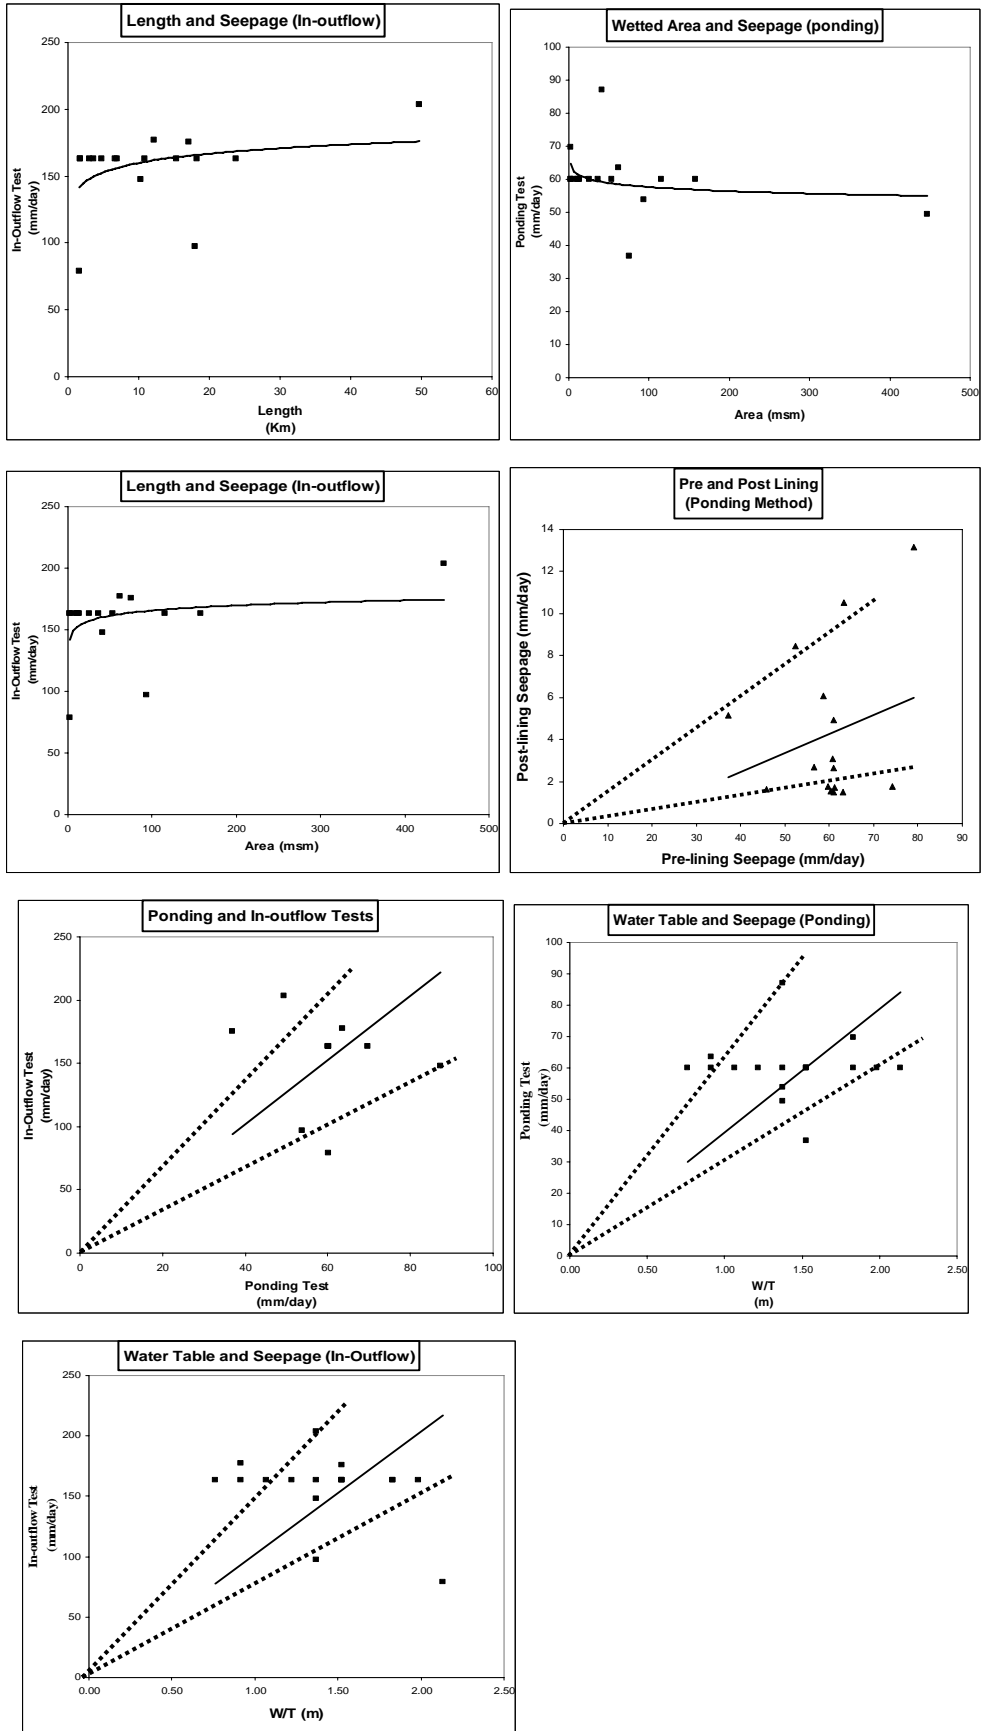 Length and Seepage (In-outflow)
250
200
150
100
50
0
In-Outflow Test
(mm/day)
0 10 20 30 40 50 60
Length
(Km)
Wetted Area and Seepage (ponding)
100
90
80
70
60
50
40
30
20
10
0
Ponding Test
(mm/day)
0 100 200 300 400 500
Area (msm)
Length and Seepage (In-outflow)
250
200
150
100
50
0
In-Outflow Test
(mm/day)
0 100 200 300 400 500
Area (msm)
Pre and Post Lining
(Ponding Method)
14
12
10
8
6
4
2
0
Post-lining Seepage (mm/day)
0 10 20 30 40 50 60 70 80 90
Pre-lining Seepage (mm/day)
Ponding and In-outflow Tests
250
200
150
100
50
0
In-Outflow Test
(mm/day)
0 20 40 60 80 100
Ponding Test
(mm/day)
Water Table and Seepage (Ponding)
100
90
80
70
60
50
40
30
20
10
0
Ponding Test
(mm/day)
0.00 0.50 1.00 1.50 2.00 2.50
W/T
(m)
Water Table and Seepage (In-Outflow)
250
200
150
100
50
0
In-outflow Test
(mm/day)
0.00 0.50 1.00 1.50 2.00 2.50
W/T (m)